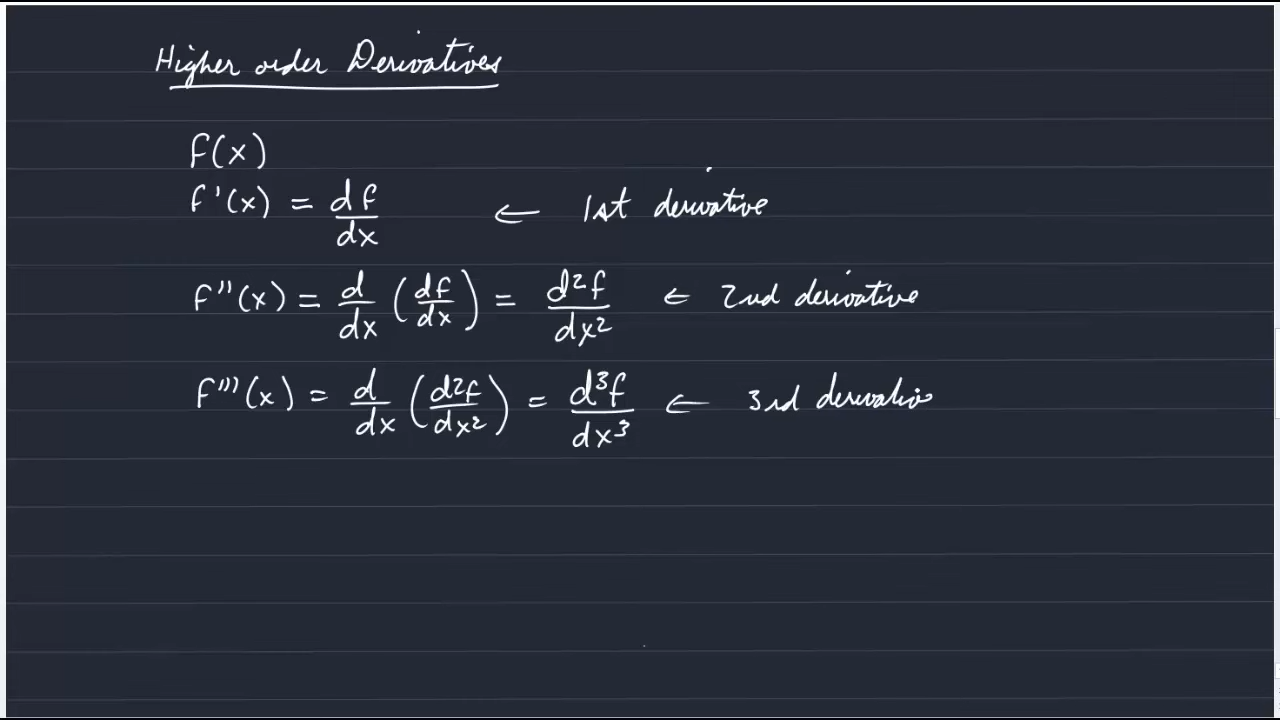 Higher order Derivatives
f(x)
f'(x) = df/dx ← 1st derivative
f''(x) = d/dx (df/dx) = d²f/dx² ← 2nd derivative
f'''(x) = d/dx (d²f/dx²) = d³f/dx³ ← 3rd derivativ